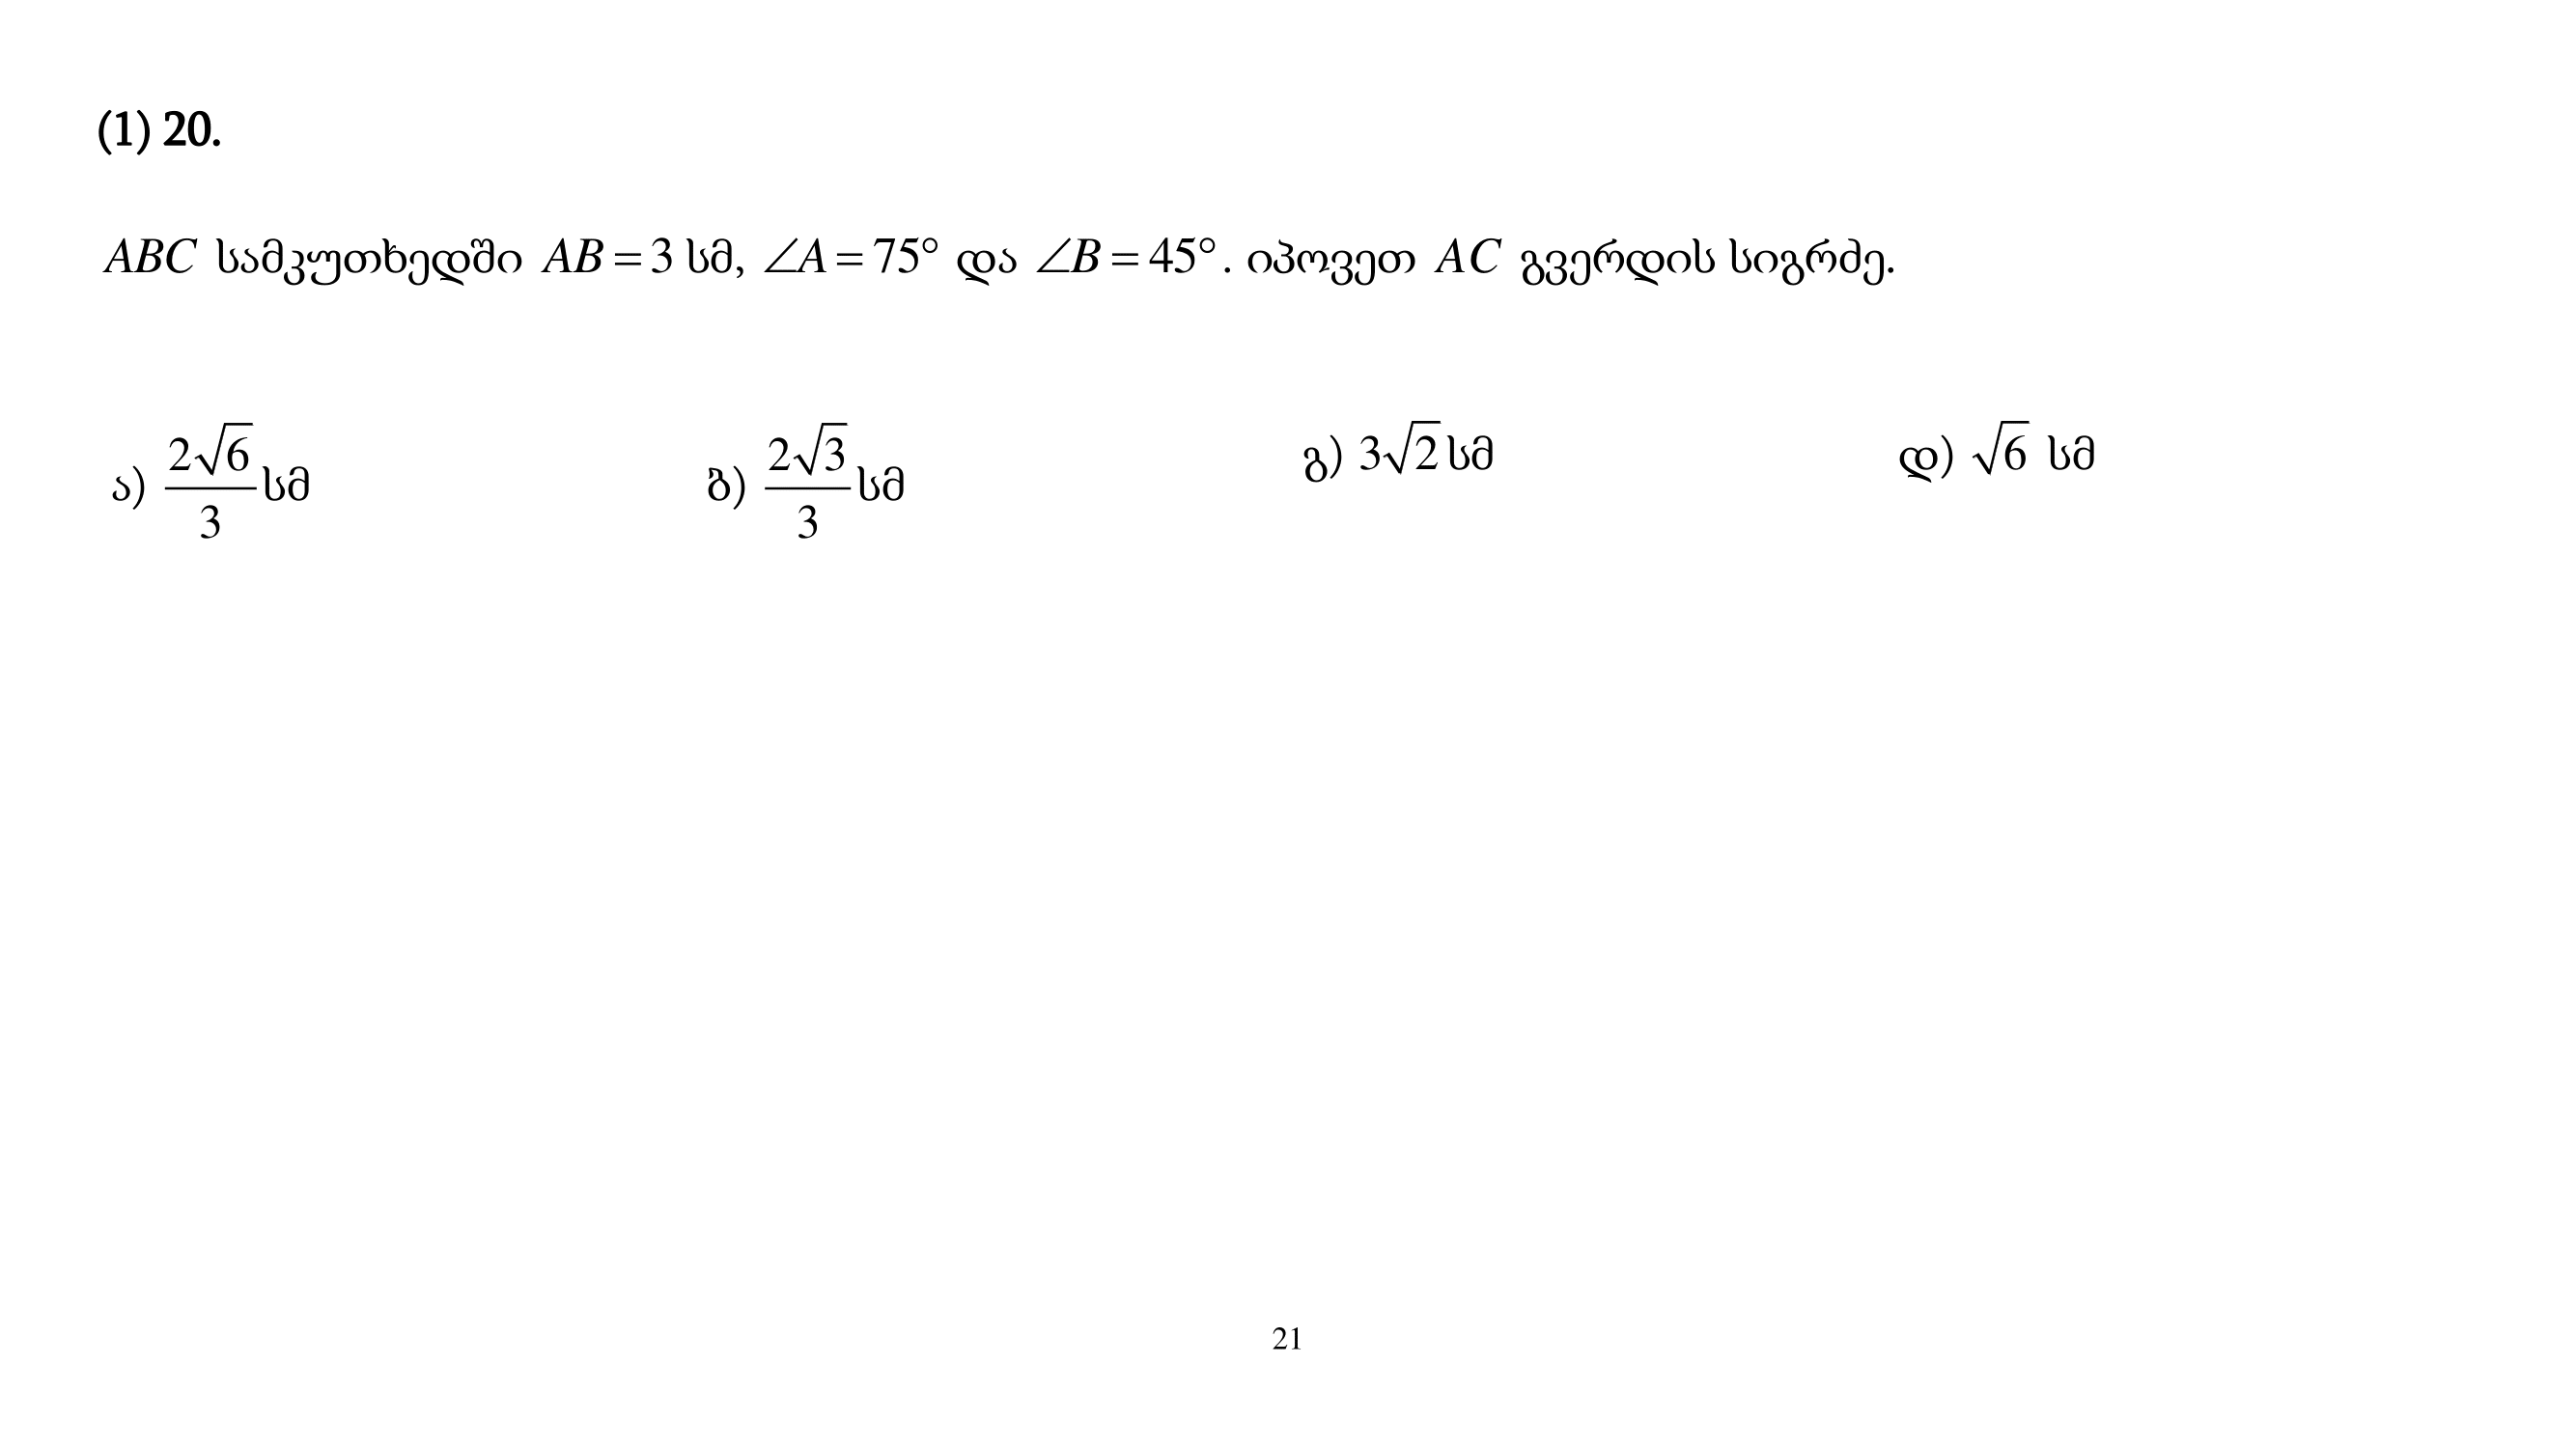 (1) 20.
ABC სამკუთხედში AB = 3 სმ, ∠A = 75° და ∠B = 45°. იპოვეთ AC გვერდის სიგრძე.
ა) 2√6/3 სმ ბ) 2√3/3 სმ გ) 3√2 სმ დ) √6 სმ
21